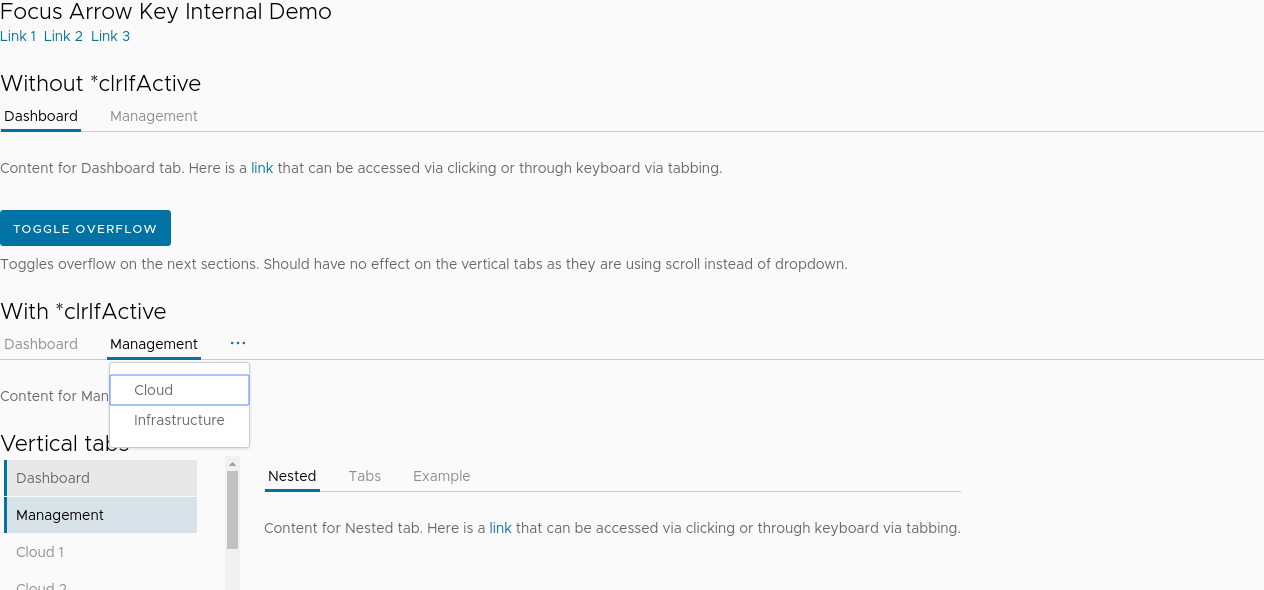 Focus Arrow Key Internal Demo
Link 1 Link 2 Link 3
Without *clrIfActive
Dashboard Management
Content for Dashboard tab. Here is a link that can be accessed via clicking or through keyboard via tabbing.
TOGGLE OVERFLOW
Toggles overflow on the next sections. Should have no effect on the vertical tabs as they are using scroll instead of dropdown.
With *clrIfActive
Dashboard Management ...
Cloud
Content for Man
Infrastructure
Vertical tabs
Dashboard
Nested Tabs Example
Management
Content for Nested tab. Here is a link that can be accessed via clicking or through keyboard via tabbing.
Cloud 1
Cloud 2